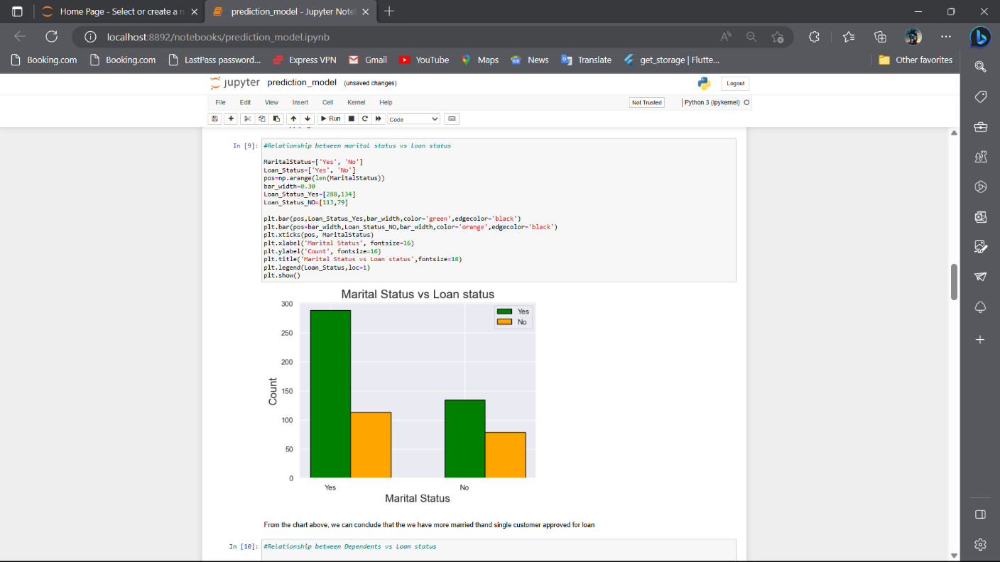 Home Page - Select or create a n
prediction_model - Jupyter Note
localhost:8892/notebooks/prediction_model.ipynb
Booking.com
Booking.com
LastPass password...
Express VPN
Gmail
YouTube
Maps
News
Translate
get_storage | Flutte...
Other favorites
jupyter prediction_model (unsaved changes)
Logout
File Edit View Insert Cell Kernel Help
Not Trusted
Python 3 (ipykernel)
Run
Code
In [9]:
#Relationship between marital status vs Loan status
MaritalStatus=['Yes', 'No']
Loan_Status=['Yes', 'No']
pos=np.arange(len(MaritalStatus))
bar_width=0.30
Loan_Status_Yes=[288,134]
Loan_Status_NO=[113,79]
plt.bar(pos,Loan_Status_Yes,bar_width,color='green',edgecolor='black')
plt.bar(pos+bar_width,Loan_Status_NO,bar_width,color='orange',edgecolor='black')
plt.xticks(pos, MaritalStatus)
plt.xlabel('Marital Status', fontsize=16)
plt.ylabel('Count', fontsize=16)
plt.title('Marital Status vs Loan status',fontsize=18)
plt.legend(Loan_Status,loc=1)
plt.show()
Marital Status vs Loan status
300
250
200
150
100
50
0
Count
Yes
No
Yes
No
Marital Status
From the chart above, we can conclude that the we have more married thand single customer approved for loan
In [10]:
#Relationship between Dependents vs Loan status